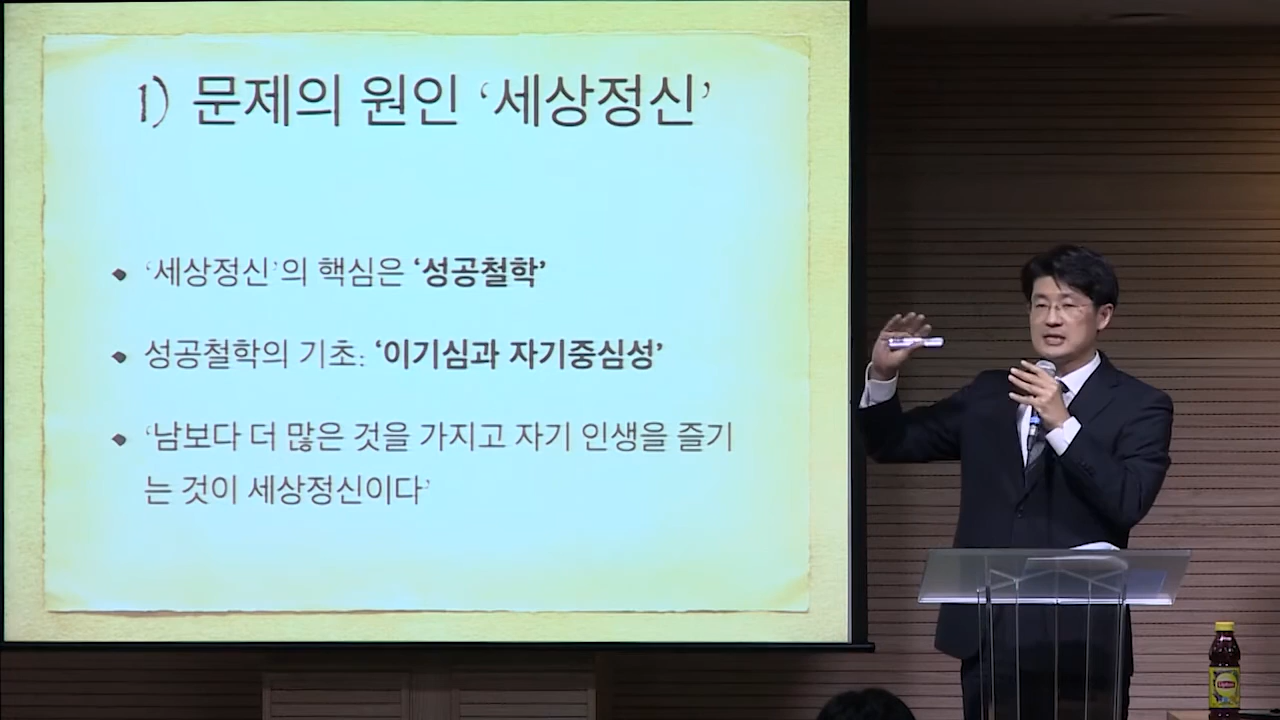 1) 문제의 원인 ‘세상정신’
• ‘세상정신’의 핵심은 ‘성공철학’
• 성공철학의 기초: ‘이기심과 자기중심성’
• ‘남보다 더 많은 것을 가지고 자기 인생을 즐기
는 것이 세상정신이다’
Lipton